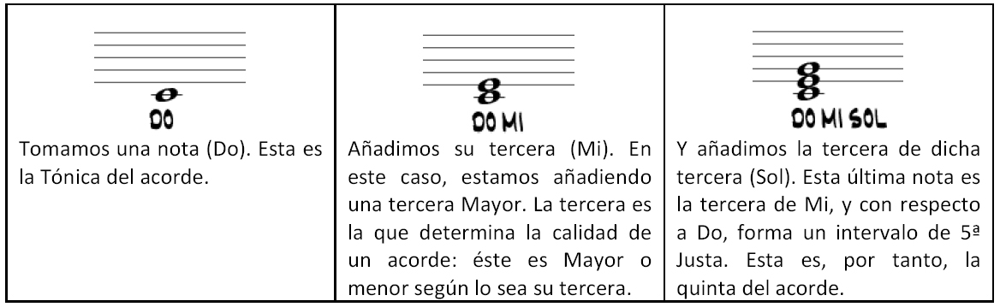 DO
Tomamos una nota (Do). Esta es
la Tónica del acorde.
DO MI
Añadimos su tercera (Mi). En
este caso, estamos añadiendo
una tercera Mayor. La tercera es
la que determina la calidad de
un acorde: éste es Mayor o
menor según lo sea su tercera.
DO MI SOL
Y añadimos la tercera de dicha
tercera (Sol). Esta última nota es
la tercera de Mi, y con respecto
a Do, forma un intervalo de 5ª
Justa. Esta es, por tanto, la
quinta del acorde.